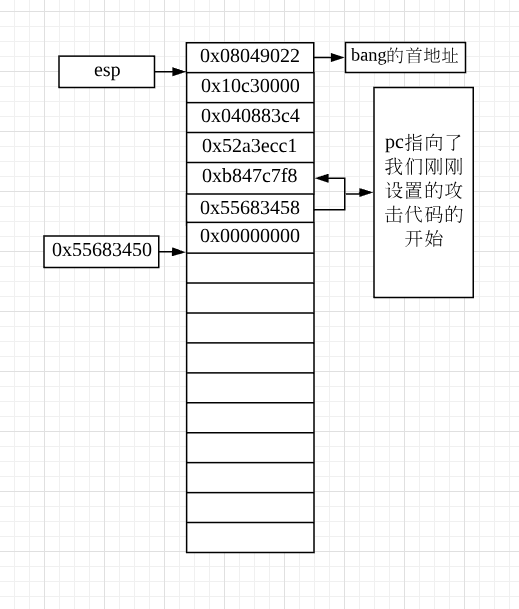 esp
0x08049022
bang的首地址
0x10c30000
0x040883c4
0x52a3ecc1
0xb847c7f8
0x55683458
0x00000000
pc指向了
我们刚刚
设置的攻
击代码的
开始
0x55683450